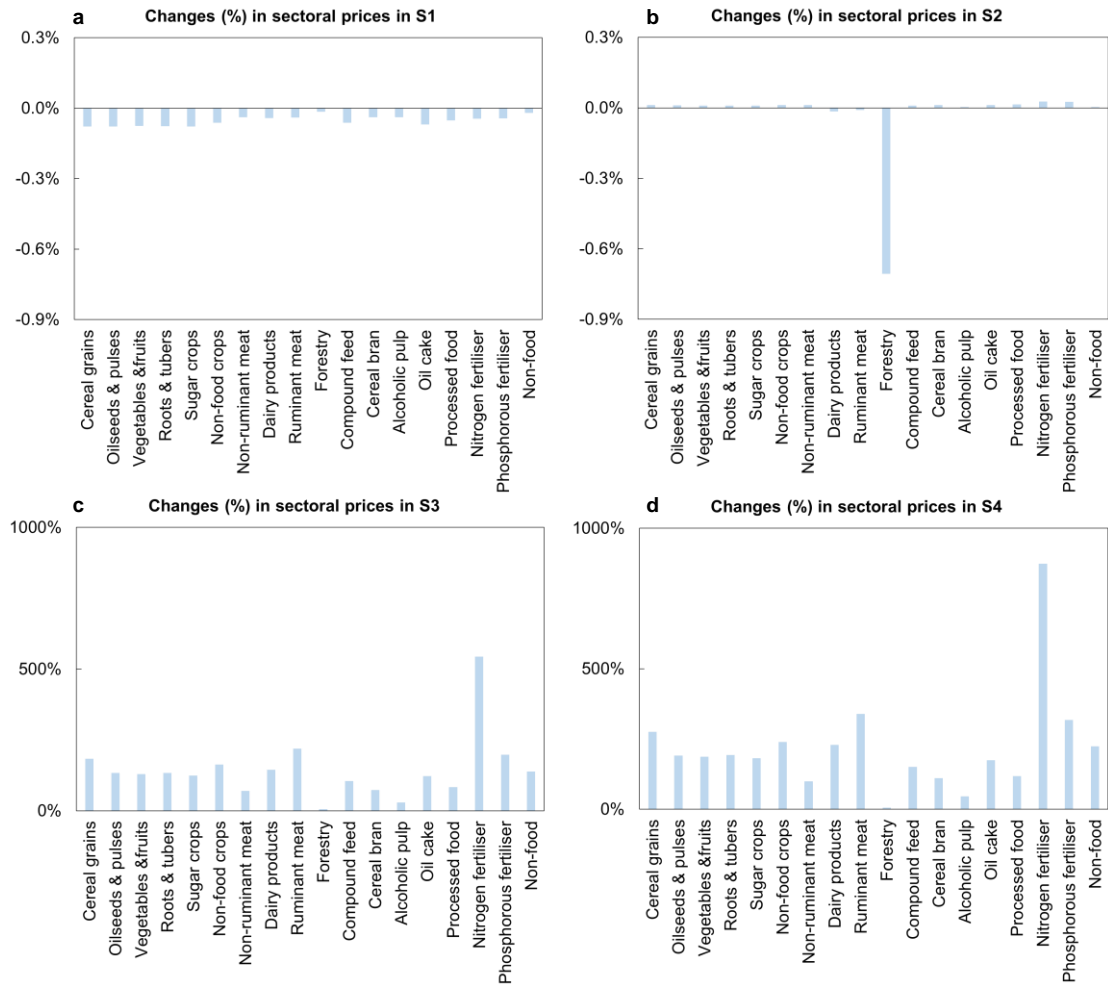 a Changes (%) in sectoral prices in S1
0.3%
0.0%
-0.3%
-0.6%
-0.9%
Cereal grains
Oilseeds & pulses
Vegetables &fruits
Roots & tubers
Sugar crops
Non-food crops
Non-ruminant meat
Dairy products
Ruminant meat
Forestry
Compound feed
Cereal bran
Alcoholic pulp
Oil cake
Processed food
Nitrogen fertiliser
Phosphorous fertiliser
Non-food
b Changes (%) in sectoral prices in S2
0.3%
0.0%
-0.3%
-0.6%
-0.9%
Cereal grains
Oilseeds & pulses
Vegetables &fruits
Roots & tubers
Sugar crops
Non-food crops
Non-ruminant meat
Dairy products
Ruminant meat
Forestry
Compound feed
Cereal bran
Alcoholic pulp
Oil cake
Processed food
Nitrogen fertiliser
Phosphorous fertiliser
Non-food
c Changes (%) in sectoral prices in S3
1000%
500%
0%
Cereal grains
Oilseeds & pulses
Vegetables &fruits
Roots & tubers
Sugar crops
Non-food crops
Non-ruminant meat
Dairy products
Ruminant meat
Forestry
Compound feed
Cereal bran
Alcoholic pulp
Oil cake
Processed food
Nitrogen fertiliser
Phosphorous fertiliser
Non-food
d Changes (%) in sectoral prices in S4
1000%
500%
0%
Cereal grains
Oilseeds & pulses
Vegetables &fruits
Roots & tubers
Sugar crops
Non-food crops
Non-ruminant meat
Dairy products
Ruminant meat
Forestry
Compound feed
Cereal bran
Alcoholic pulp
Oil cake
Processed food
Nitrogen fertiliser
Phosphorous fertiliser
Non-food